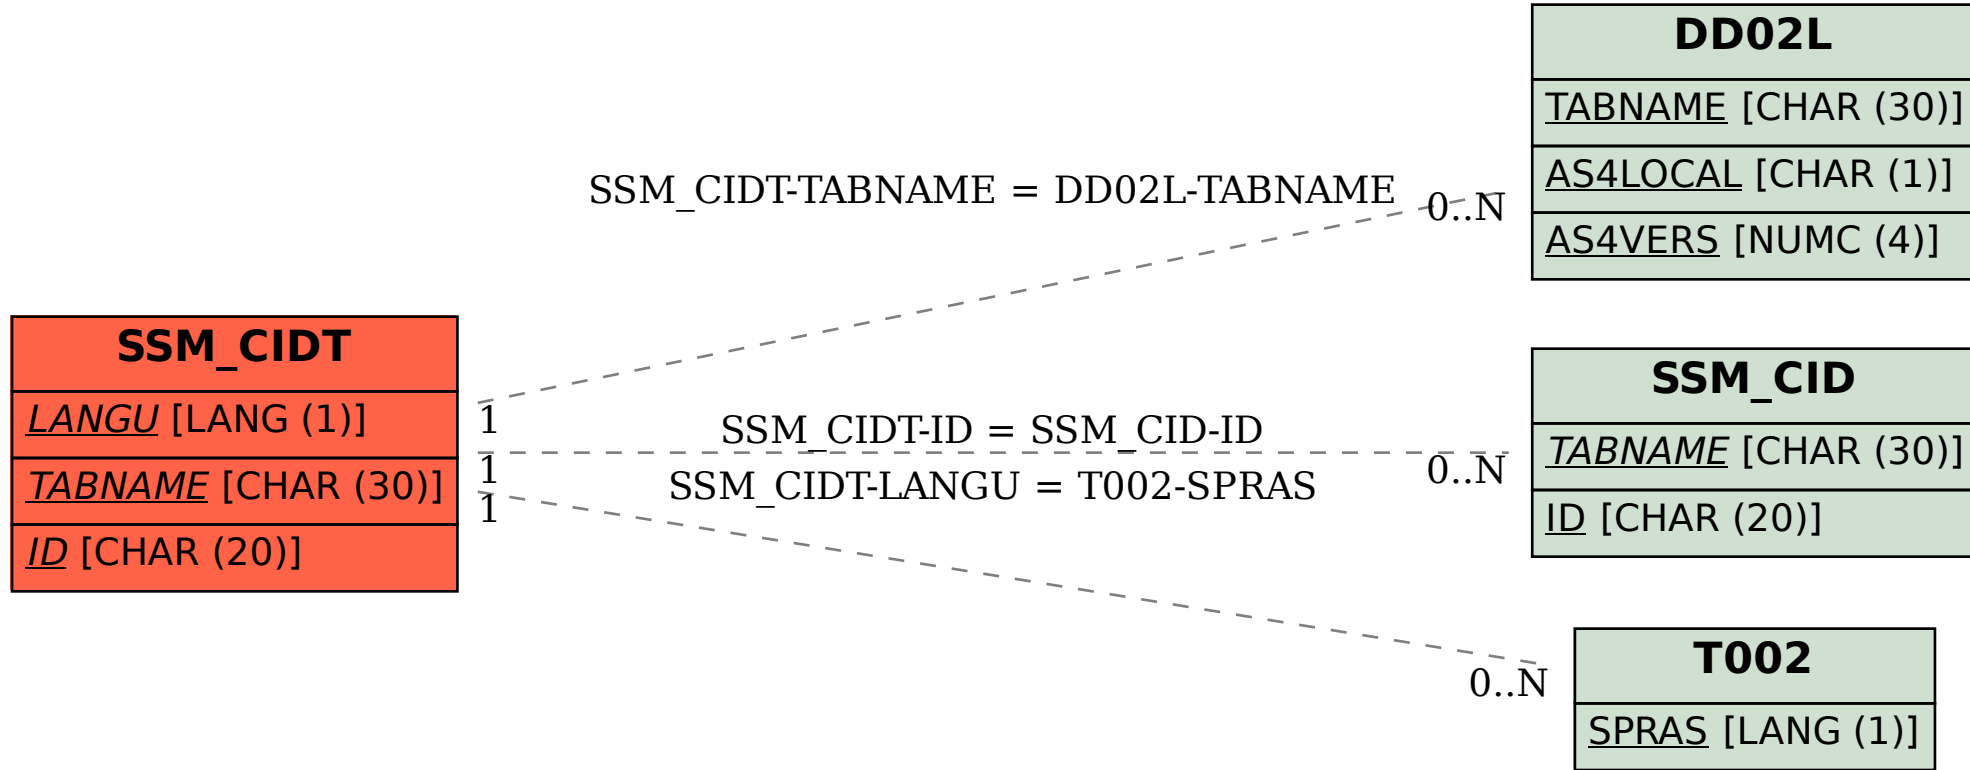 DD02L
TABNAME [CHAR (30)]
AS4LOCAL [CHAR (1)]
AS4VERS [NUMC (4)]
SSM_CIDT-TABNAME = DD02L-TABNAME
0..N
SSM_CIDT
LANGU [LANG (1)]
TABNAME [CHAR (30)]
ID [CHAR (20)]
1
1
1
SSM_CIDT-ID = SSM_CID-ID
0..N
SSM_CIDT-LANGU = T002-SPRAS
SSM_CID
TABNAME [CHAR (30)]
ID [CHAR (20)]
0..N
T002
SPRAS [LANG (1)]